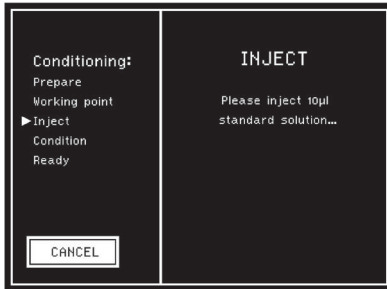 Conditioning:
Prepare
Working point
▶Inject
Condition
Ready
CANCEL
INJECT
Please inject 10µl
standard solution…